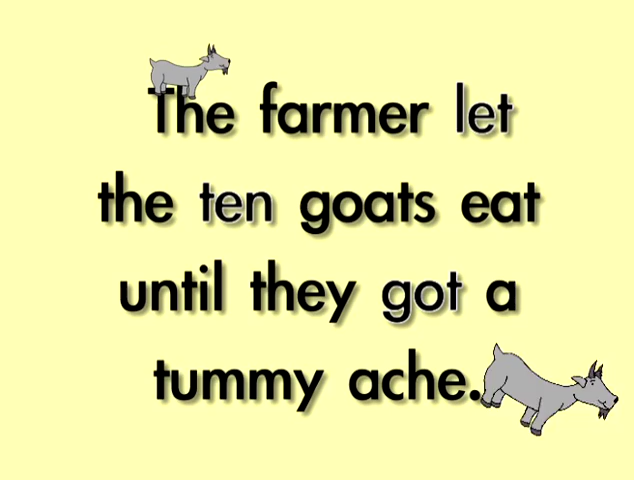 The farmer let
the ten goats eat
until they got a
tummy ache.